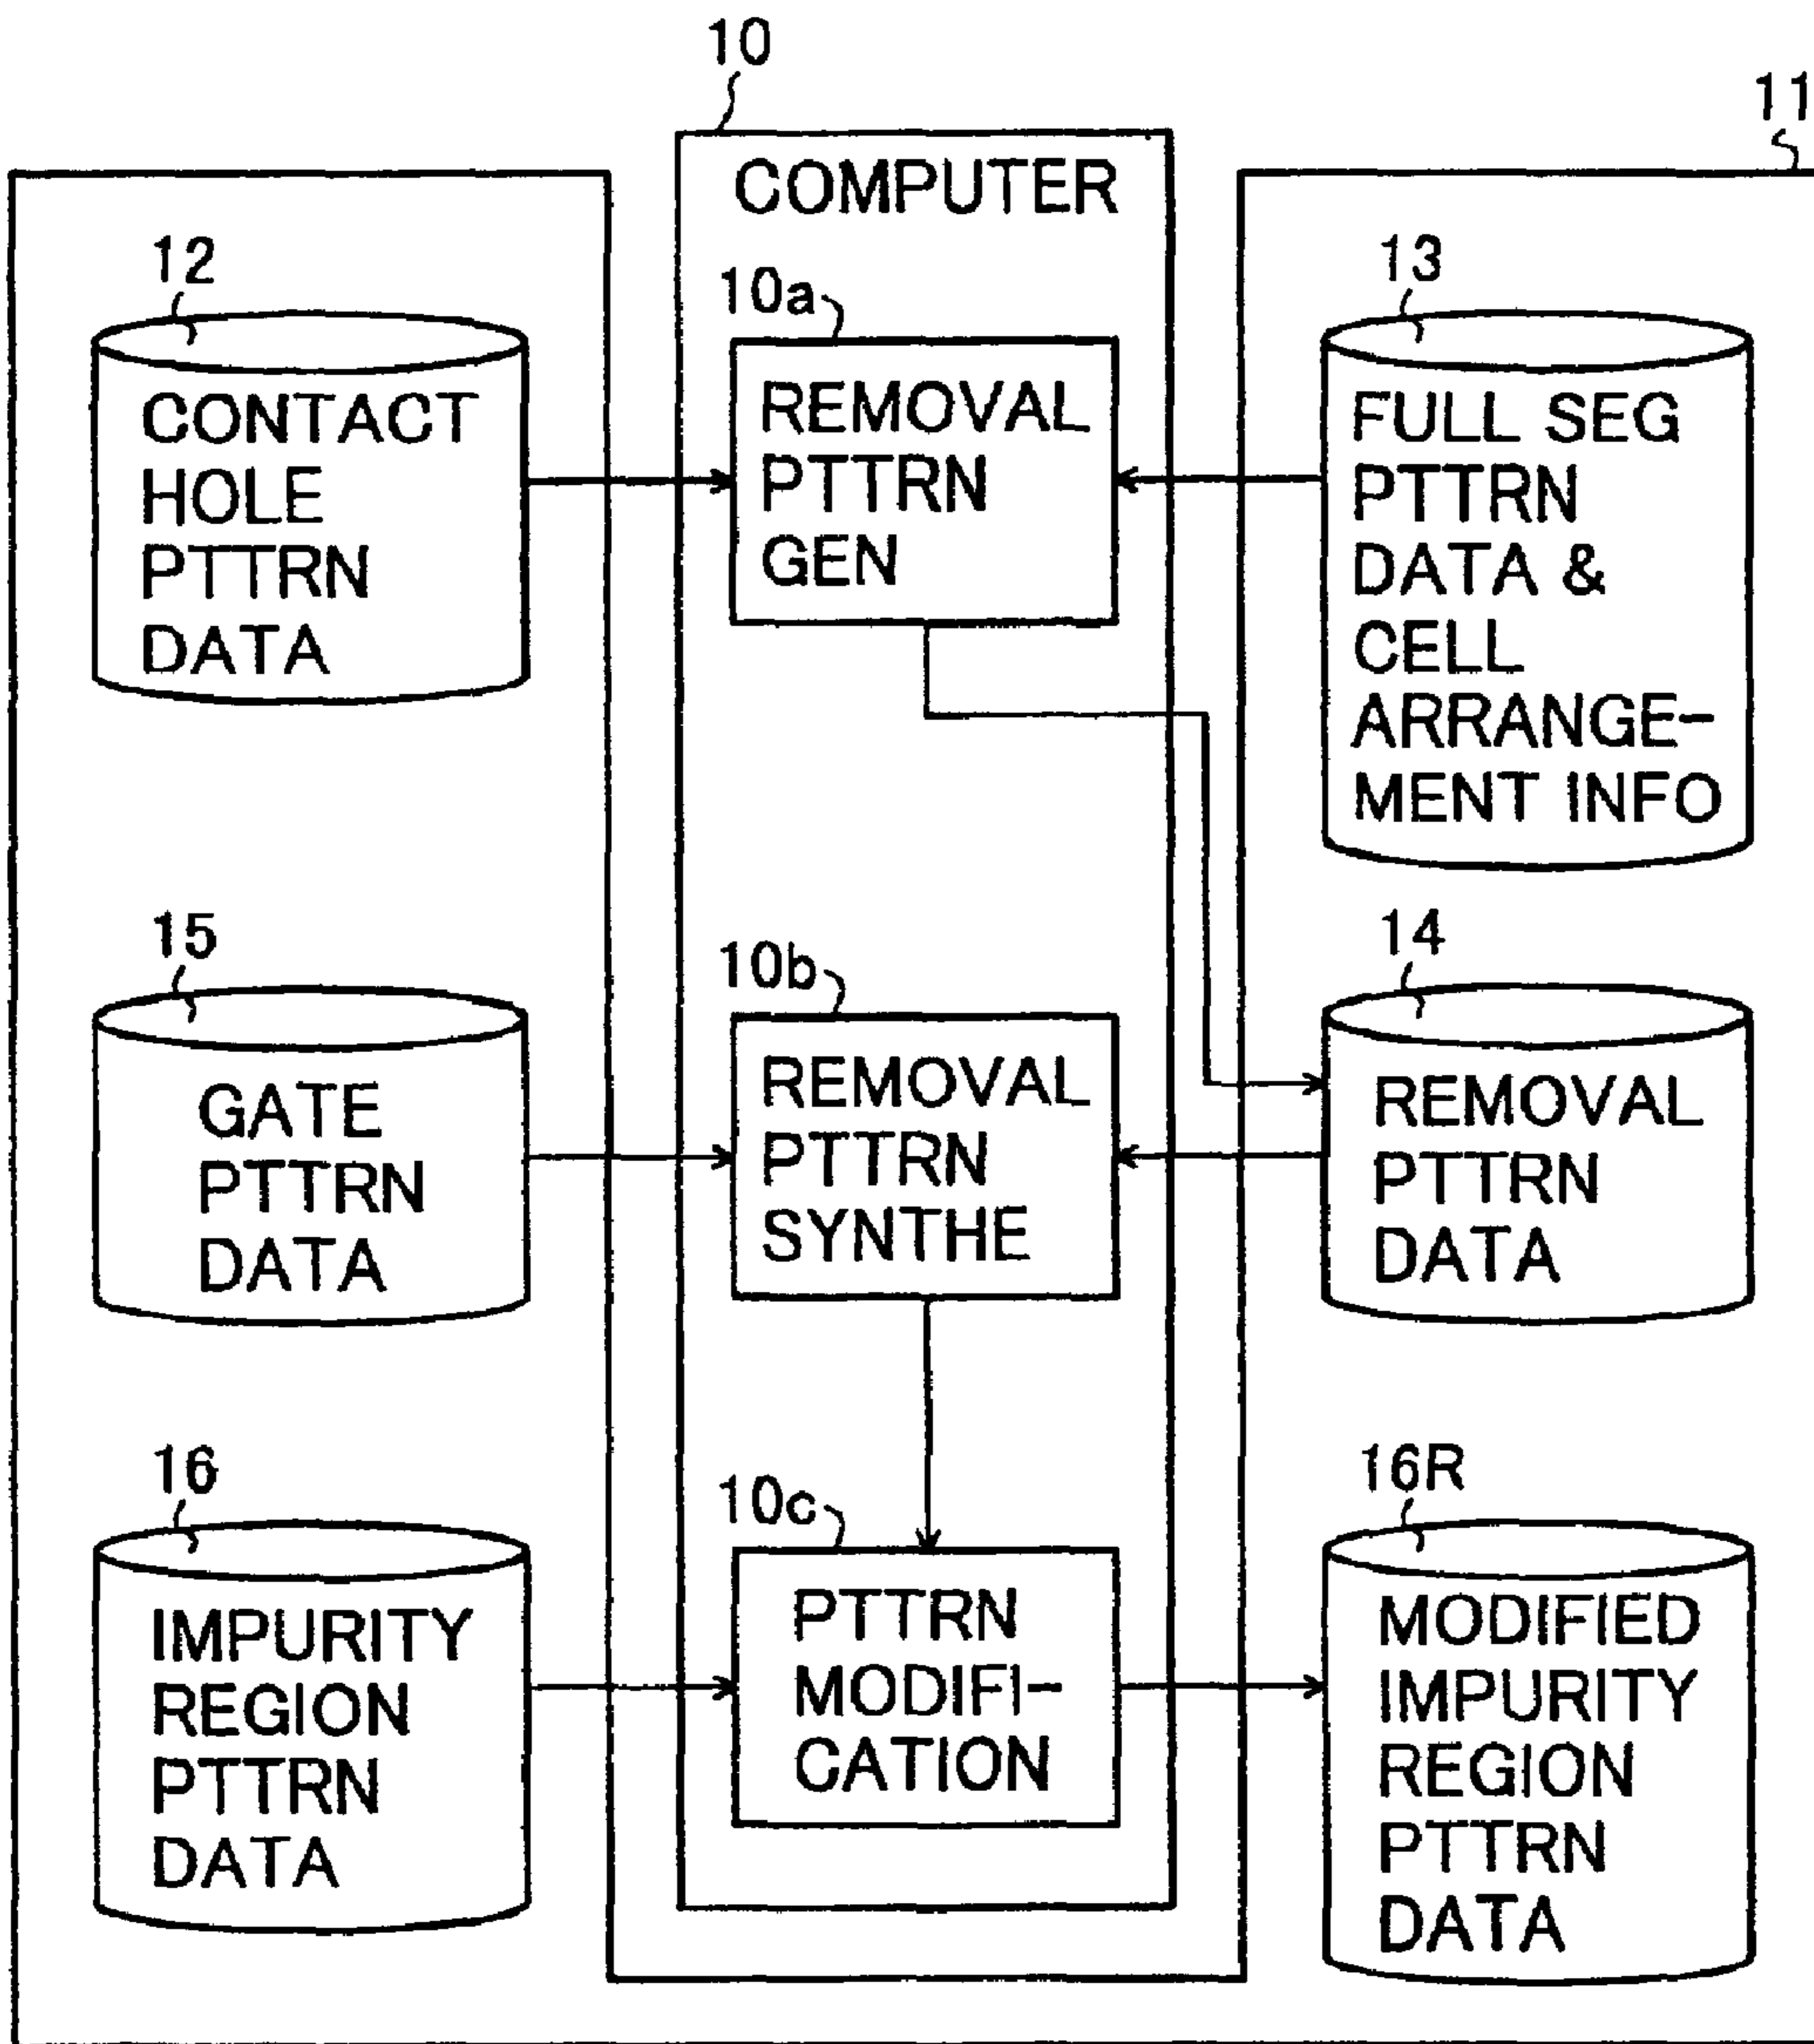 10
11
COMPUTER
12
CONTACT
HOLE
PTTRN
DATA
10a
REMOVAL
PTTRN
GEN
13
FULL SEG
PTTRN
DATA &
CELL
ARRANGE-
MENT INFO
15
GATE
PTTRN
DATA
10b
REMOVAL
PTTRN
SYNTHE
14
REMOVAL
PTTRN
DATA
16
IMPURITY
REGION
PTTRN
DATA
10c
PTTRN
MODIFI-
CATION
16R
MODIFIED
IMPURITY
REGION
PTTRN
DATA